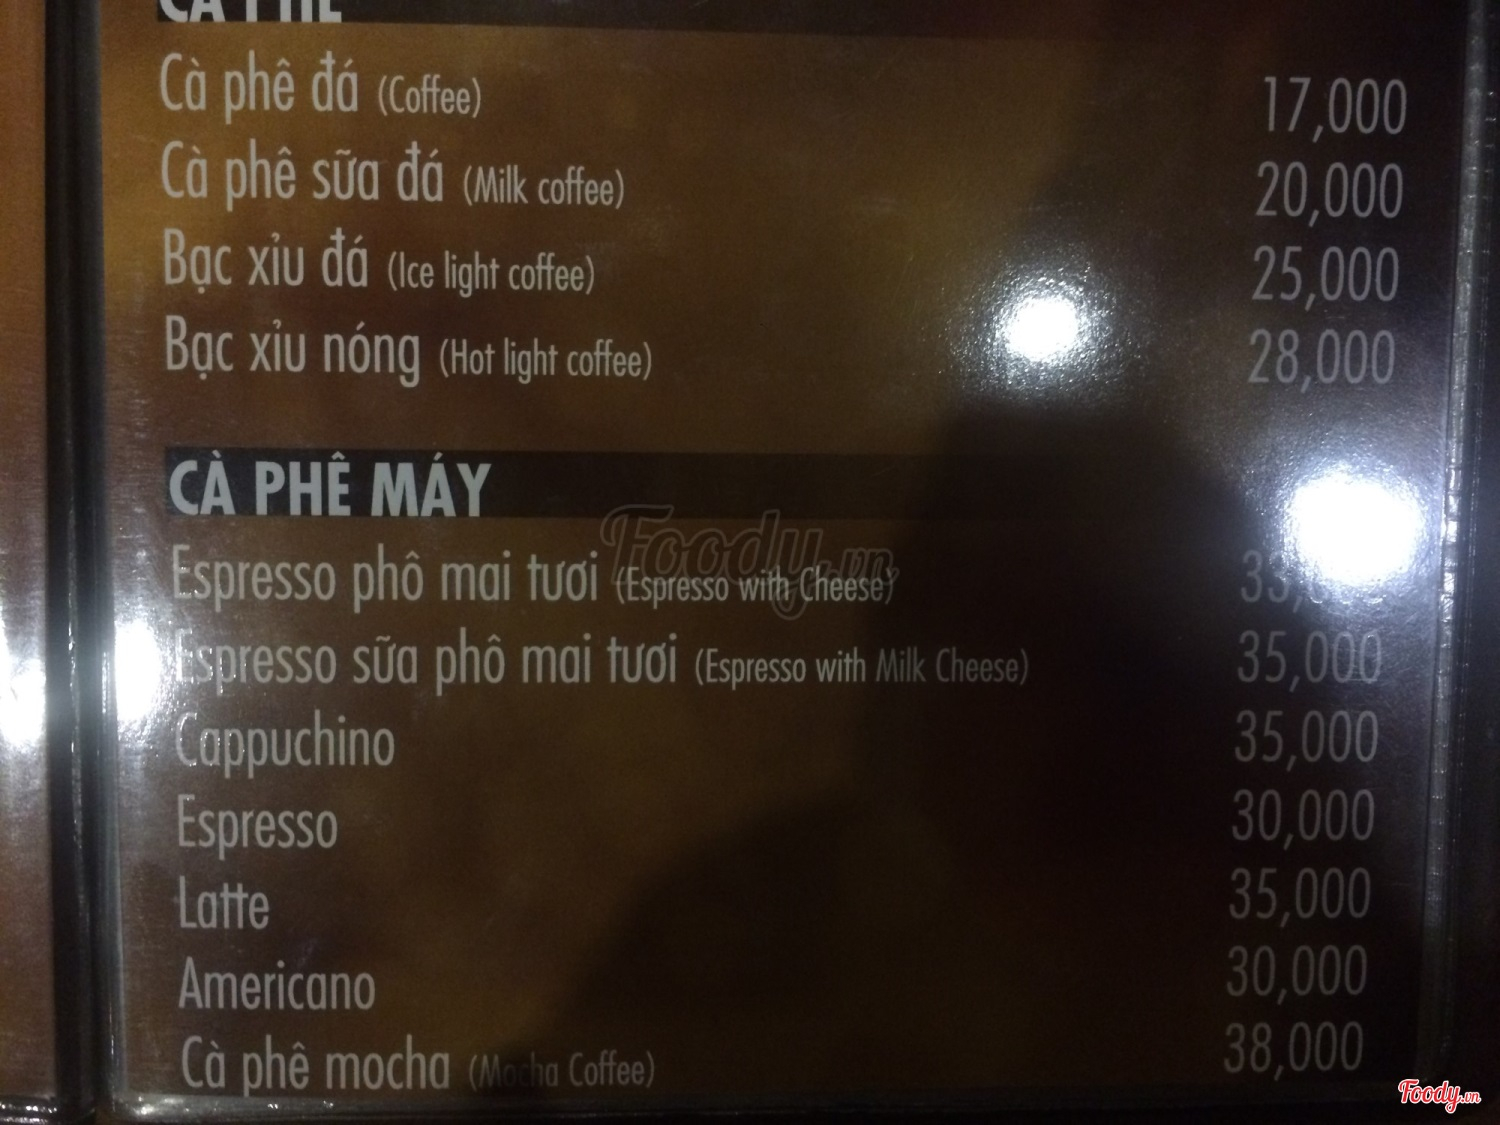 CÀ PHÊ
Cà phê đá (Coffee) 17,000
Cà phê sữa đá (Milk coffee) 20,000
Bạc xỉu đá (Ice light coffee) 25,000
Bạc xỉu nóng (Hot light coffee) 28,000
CÀ PHÊ MÁY
Foody.vn
Espresso phô mai tươi (Espresso with Cheese)
Espresso sữa phô mai tươi (Espresso with Milk Cheese) 35,000
Cappuchino 35,000
Espresso 30,000
Latte 35,000
Americano 30,000
Cà phê mocha (Mocha Coffee) 38,000
Foody.vn